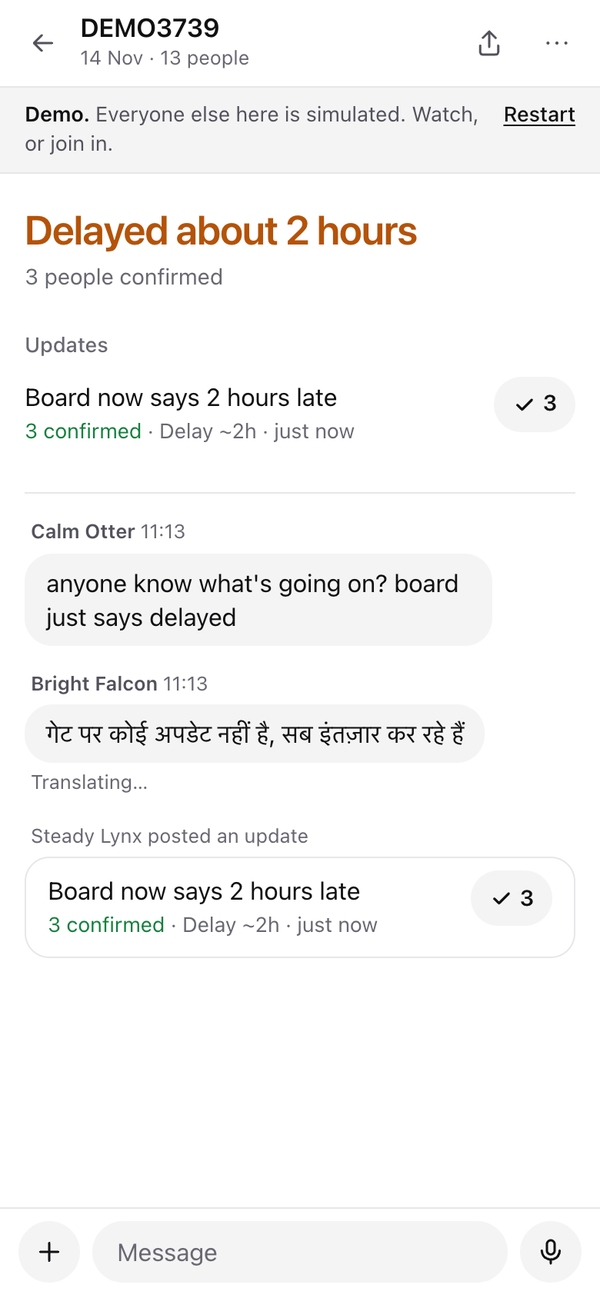 DEMO3739
14 Nov · 13 people
Demo. Everyone else here is simulated. Watch, or join in.
Restart
Delayed about 2 hours
3 people confirmed
Updates
Board now says 2 hours late
3 confirmed · Delay ~2h · just now
✓ 3
Calm Otter 11:13
anyone know what's going on? board
just says delayed
Bright Falcon 11:13
गेट पर कोई अपडेट नहीं है, सब इंतज़ार कर रहे हैं
Translating...
Steady Lynx posted an update
Board now says 2 hours late
3 confirmed · Delay ~2h · just now
✓ 3
Message